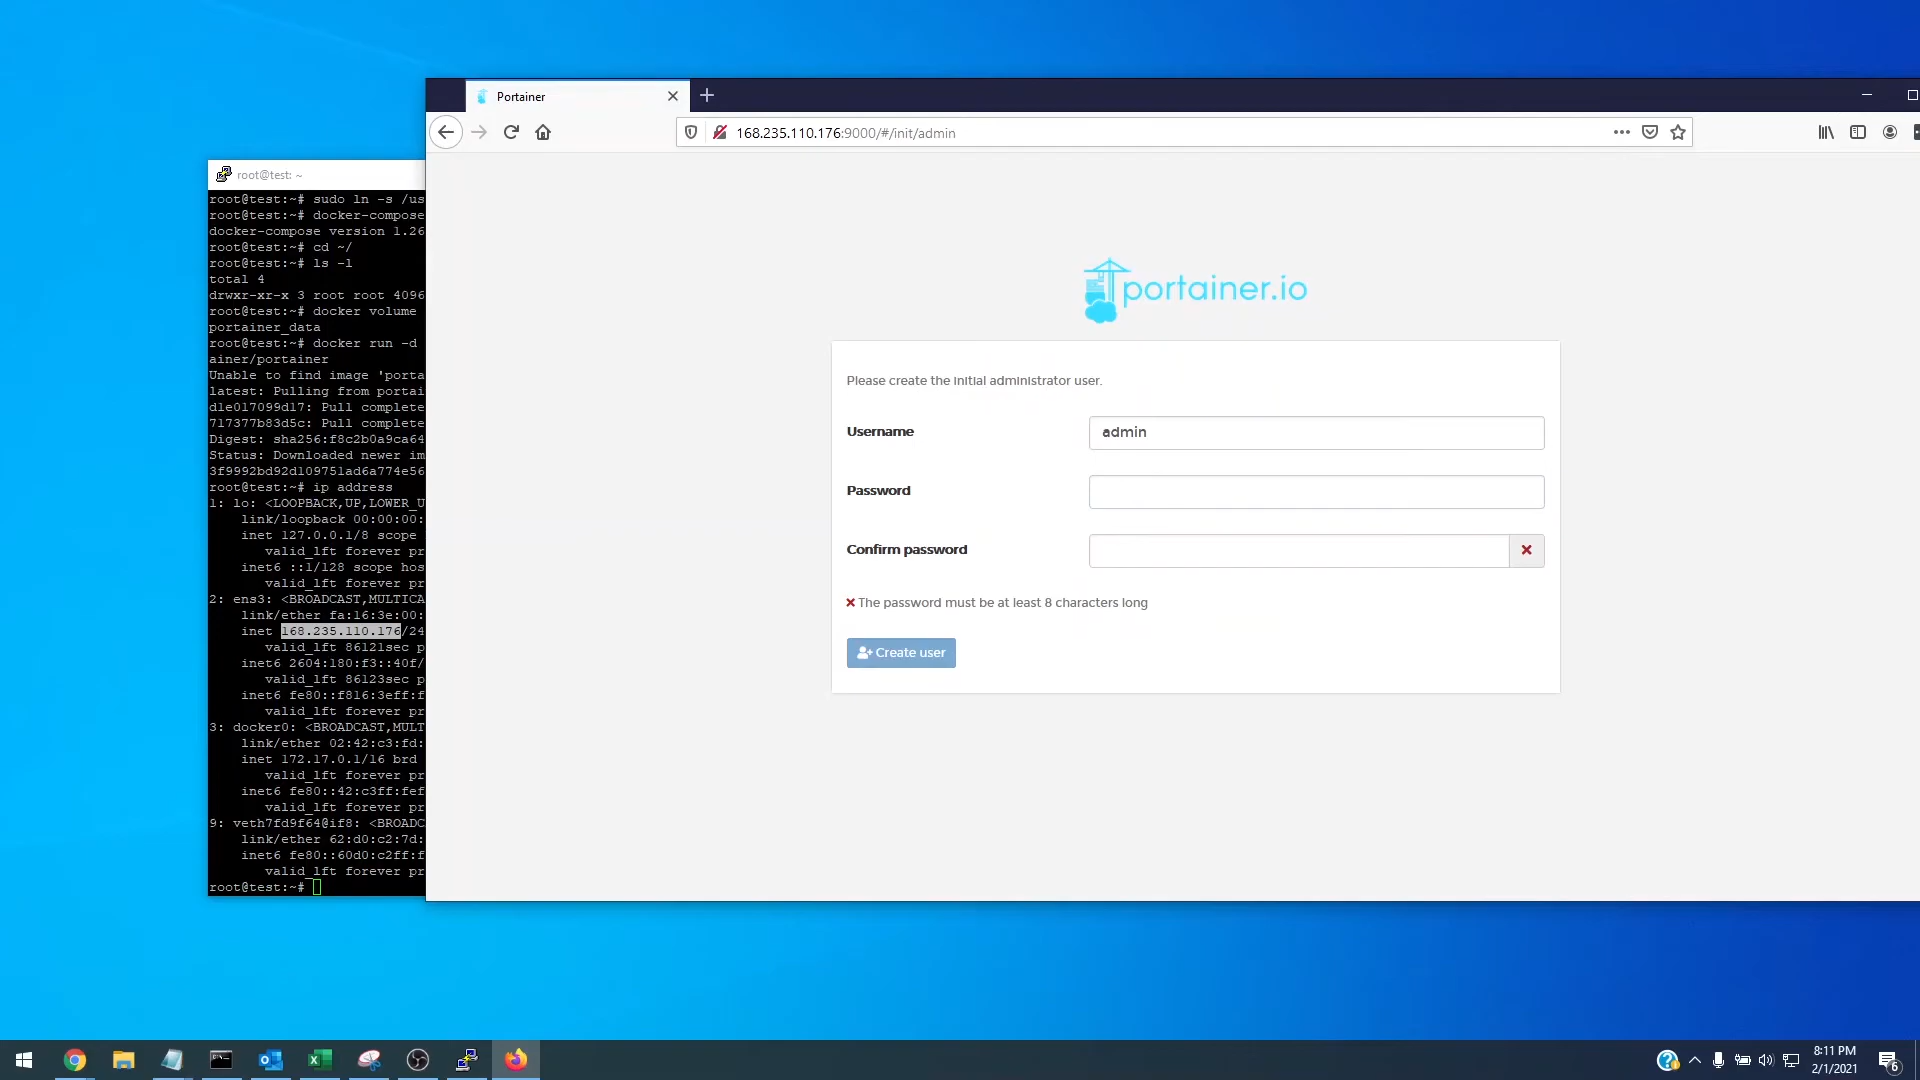 Portainer
168.235.110.176:9000/#/init/admin
root@test: ~
root@test:~# sudo ln -s /us
root@test:~# docker-compose
docker-compose version 1.26
root@test:~# cd ~/
root@test:~# ls -l
total 4
drwxr-xr-x 3 root root 4096
root@test:~# docker volume
portainer_data
root@test:~# docker run -d
ainer/portainer
Unable to find image 'porta
latest: Pulling from portai
d1e017099d17: Pull complete
717377b83d5c: Pull complete
Digest: sha256:f8c2b0a9ca64
Status: Downloaded newer im
3f9992bd92d109751ad6a774e56
root@test:~# ip address
1: lo: <LOOPBACK,UP,LOWER_U
link/loopback 00:00:00:
inet 127.0.0.1/8 scope
valid_lft forever pr
inet6 ::1/128 scope hos
valid_lft forever pr
2: ens3: <BROADCAST,MULTICA
link/ether fa:16:3e:00:
inet 168.235.110.176/24
valid_lft 86121sec p
inet6 2604:180:f3::40f/
valid_lft 86123sec p
inet6 fe80::f816:3eff:f
valid_lft forever pr
3: docker0: <BROADCAST,MULT
link/ether 02:42:c3:fd:
inet 172.17.0.1/16 brd
valid_lft forever pr
inet6 fe80::42:c3ff:fef
valid_lft forever pr
9: veth7fd9f64@if8: <BROADC
link/ether 62:d0:c2:7d:
inet6 fe80::60d0:c2ff:f
valid_lft forever pr
root@test:~#
portainer.io
Please create the initial administrator user.
Username
admin
Password
Confirm password
The password must be at least 8 characters long
Create user
8:11 PM
2/1/2021
6